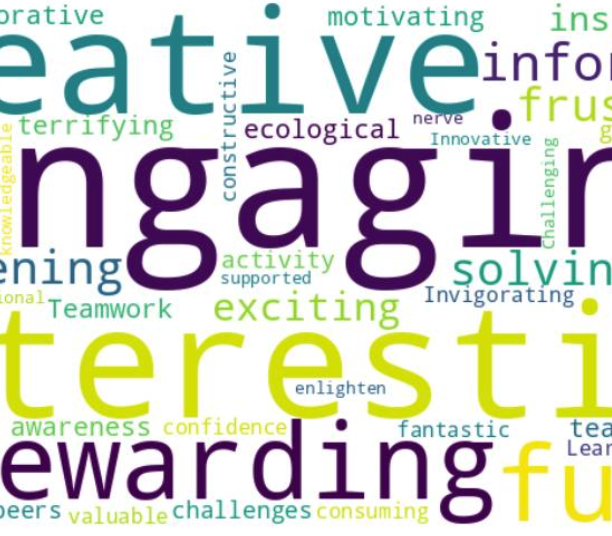 orative motivating ins
eative infor
frus
terrifying constructive ecological nerve
Innovative
knowledgeable ngagin Challenging
ening activity solvin
supported
ional Teamwork exciting Invigorating
teresti
enlighten
awareness confidence fantastic tea
ewarding fu Lear
peers valuable challenges consuming